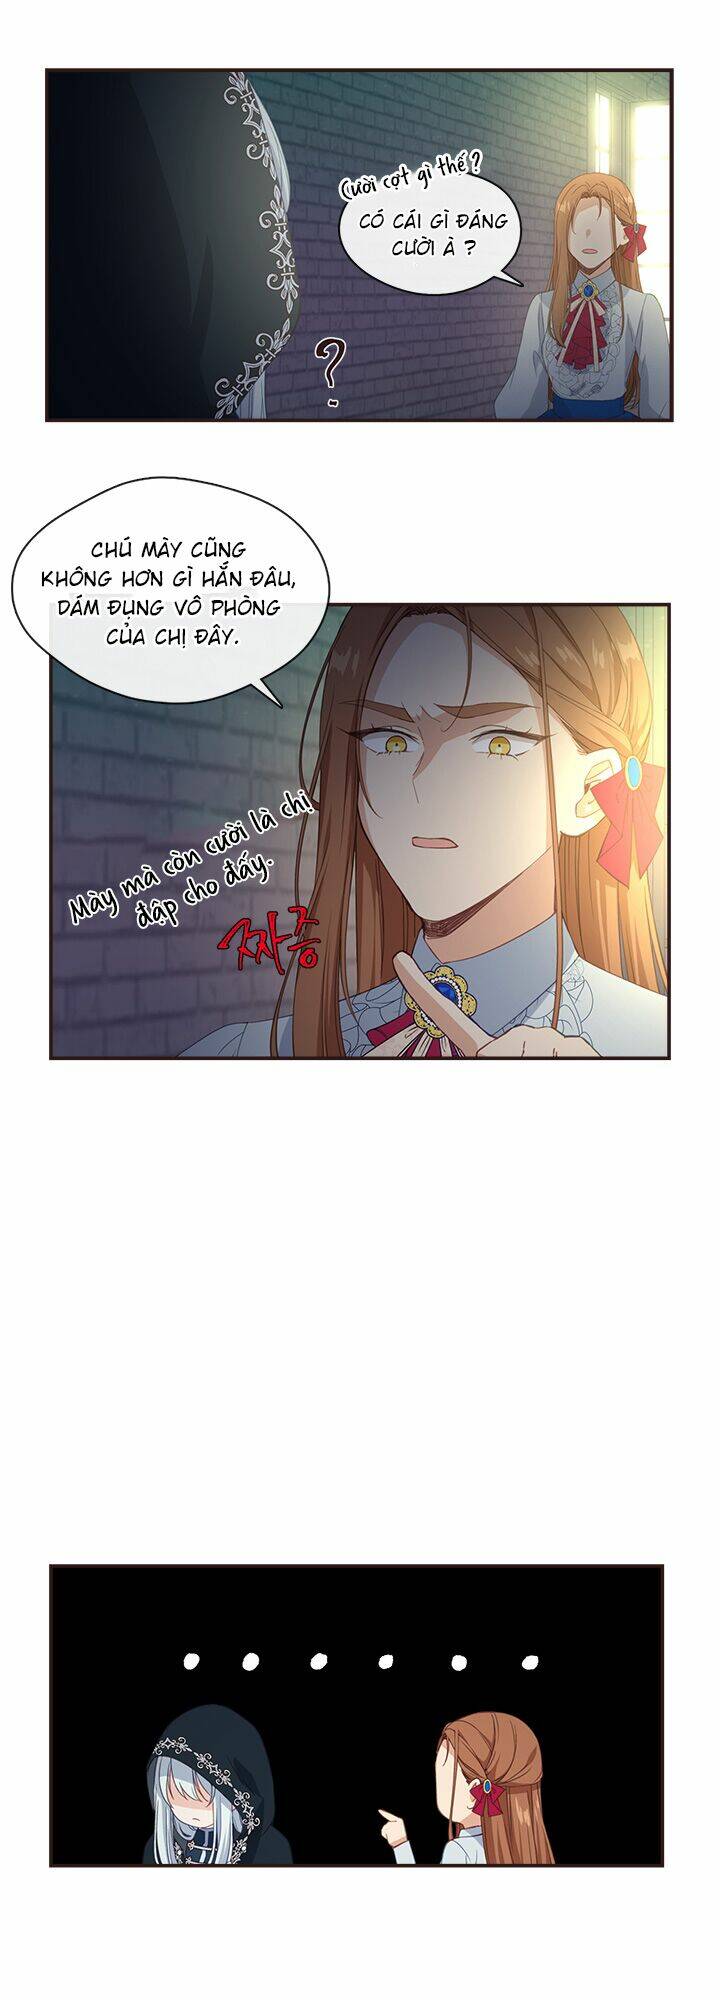 Cười cợt gì thế?
CÓ CÁI GÌ ĐÁNG
CƯỜI À ?
?
CHÚ MÀY CŨNG
KHÔNG HƠN GÌ HẮN ĐÂU,
DÁM ĐỤNG VÔ PHÒNG
CỦA CHỊ ĐÂY.
Mày mà còn cười là chị
đập cho đấy.
짜증